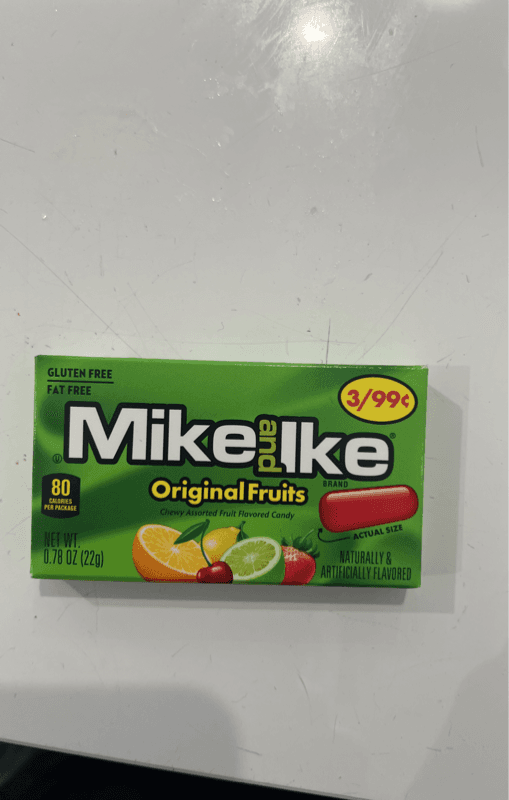 GLUTEN FREE
FAT FREE
3/99¢
Mike and Ike®
BRAND
Original Fruits
Chewy Assorted Fruit Flavored Candy
80
CALORIES
PER PACKAGE
ACTUAL SIZE
NET WT.
0.78 OZ (22g)
NATURALLY &
ARTIFICIALLY FLAVORED